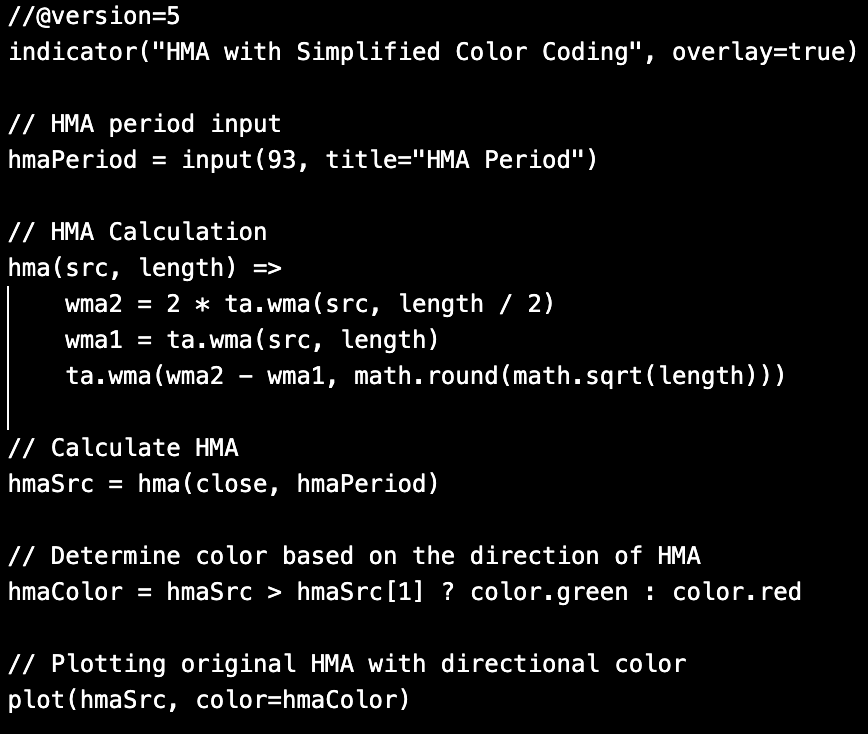 //@version=5
indicator("HMA with Simplified Color Coding", overlay=true)
// HMA period input
hmaPeriod = input(93, title="HMA Period")
// HMA Calculation
hma(src, length) =>
    wma2 = 2 * ta.wma(src, length / 2)
    wma1 = ta.wma(src, length)
    ta.wma(wma2 - wma1, math.round(math.sqrt(length)))
// Calculate HMA
hmaSrc = hma(close, hmaPeriod)
// Determine color based on the direction of HMA
hmaColor = hmaSrc > hmaSrc[1] ? color.green : color.red
// Plotting original HMA with directional color
plot(hmaSrc, color=hmaColor)